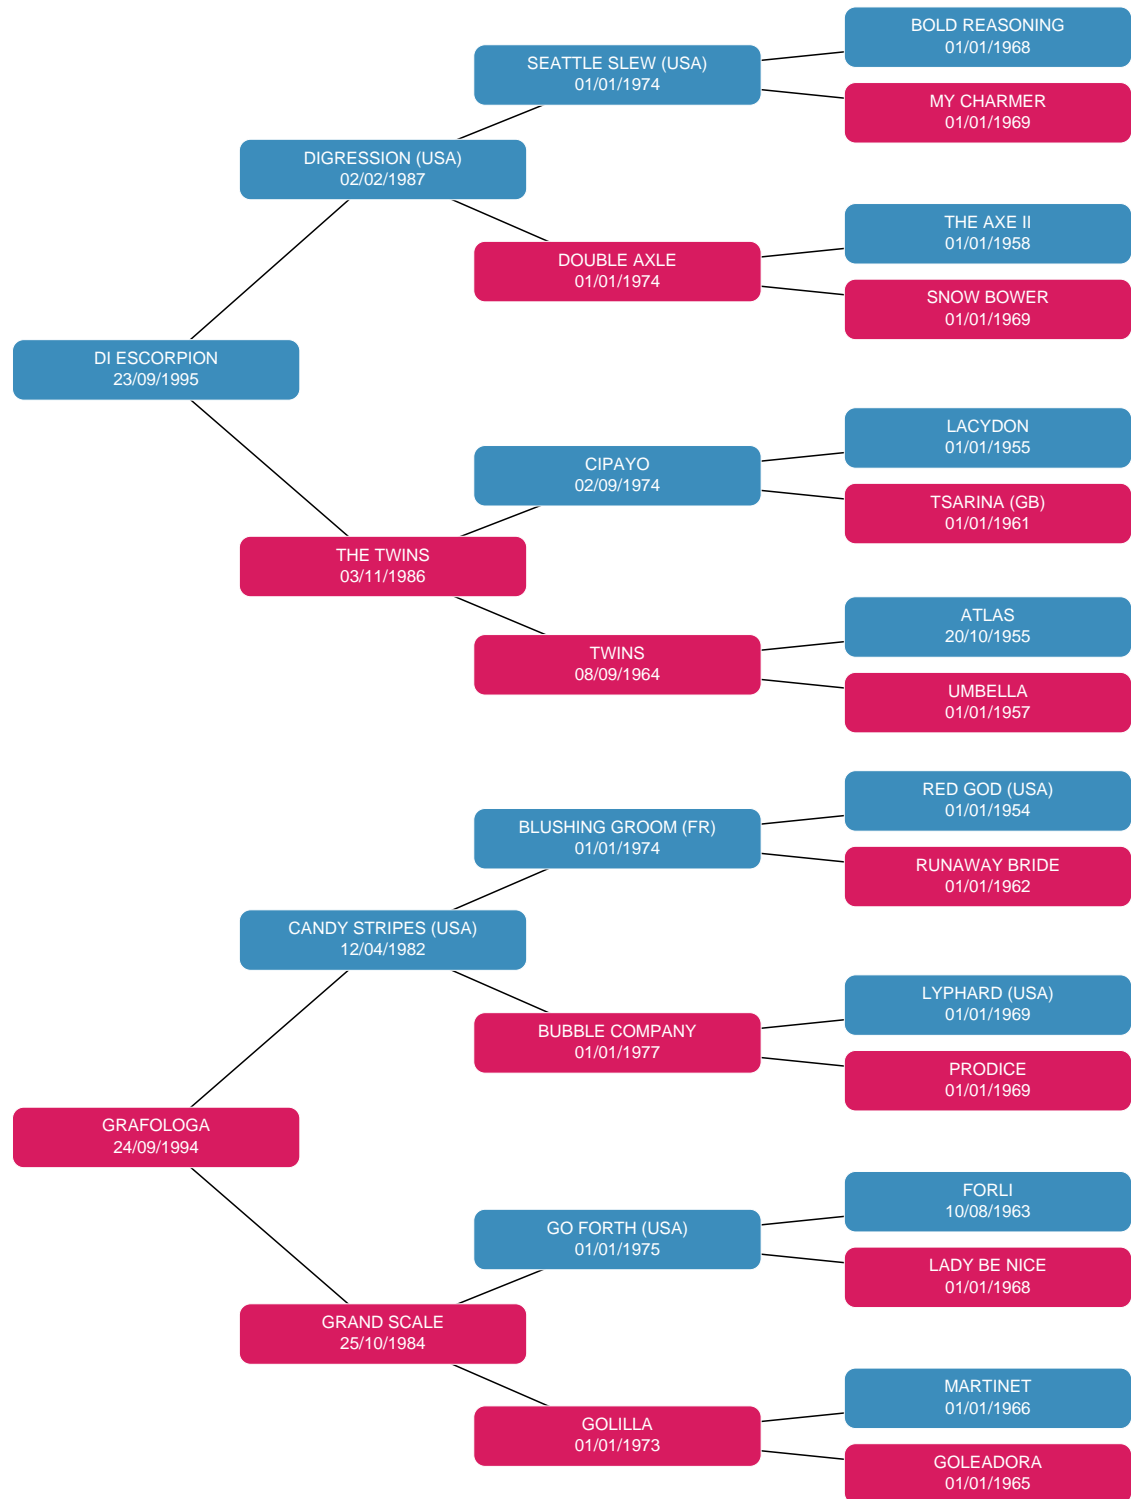 BOLD REASONING
01/01/1968
SEATTLE SLEW (USA)
01/01/1974
MY CHARMER
01/01/1969
DIGRESSION (USA)
02/02/1987
THE AXE II
01/01/1958
DOUBLE AXLE
01/01/1974
SNOW BOWER
01/01/1969
DI ESCORPION
23/09/1995
LACYDON
01/01/1955
CIPAYO
02/09/1974
TSARINA (GB)
01/01/1961
THE TWINS
03/11/1986
ATLAS
20/10/1955
TWINS
08/09/1964
UMBELLA
01/01/1957
RED GOD (USA)
01/01/1954
BLUSHING GROOM (FR)
01/01/1974
RUNAWAY BRIDE
01/01/1962
CANDY STRIPES (USA)
12/04/1982
LYPHARD (USA)
01/01/1969
BUBBLE COMPANY
01/01/1977
PRODICE
01/01/1969
GRAFOLOGA
24/09/1994
FORLI
10/08/1963
GO FORTH (USA)
01/01/1975
LADY BE NICE
01/01/1968
GRAND SCALE
25/10/1984
MARTINET
01/01/1966
GOLILLA
01/01/1973
GOLEADORA
01/01/1965